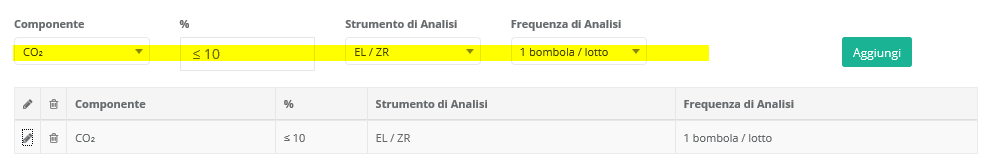 Componente % Strumento di Analisi Frequenza di Analisi
CO₂ ≤ 10 EL / ZR 1 bombola / lotto Aggiungi
Componente % Strumento di Analisi Frequenza di Analisi
CO₂ ≤ 10 EL / ZR 1 bombola / lotto